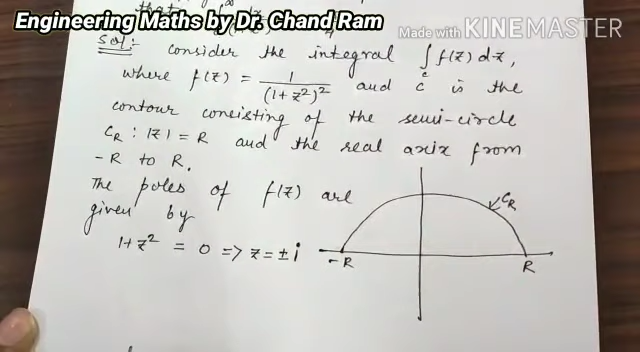 Engineering Maths by Dr. Chand Ram
Made with KINEMASTER
Sol:- consider the integral ∫_c f(z) dz,
where f(z) = 1/(1+z²)² and c is the
contour consisting of the semi-circle
C_R : |z| = R and the real axix from
-R to R.
The poles of f(z) are
given by
1+z² = 0 => z = ± i
C_R
-R
R